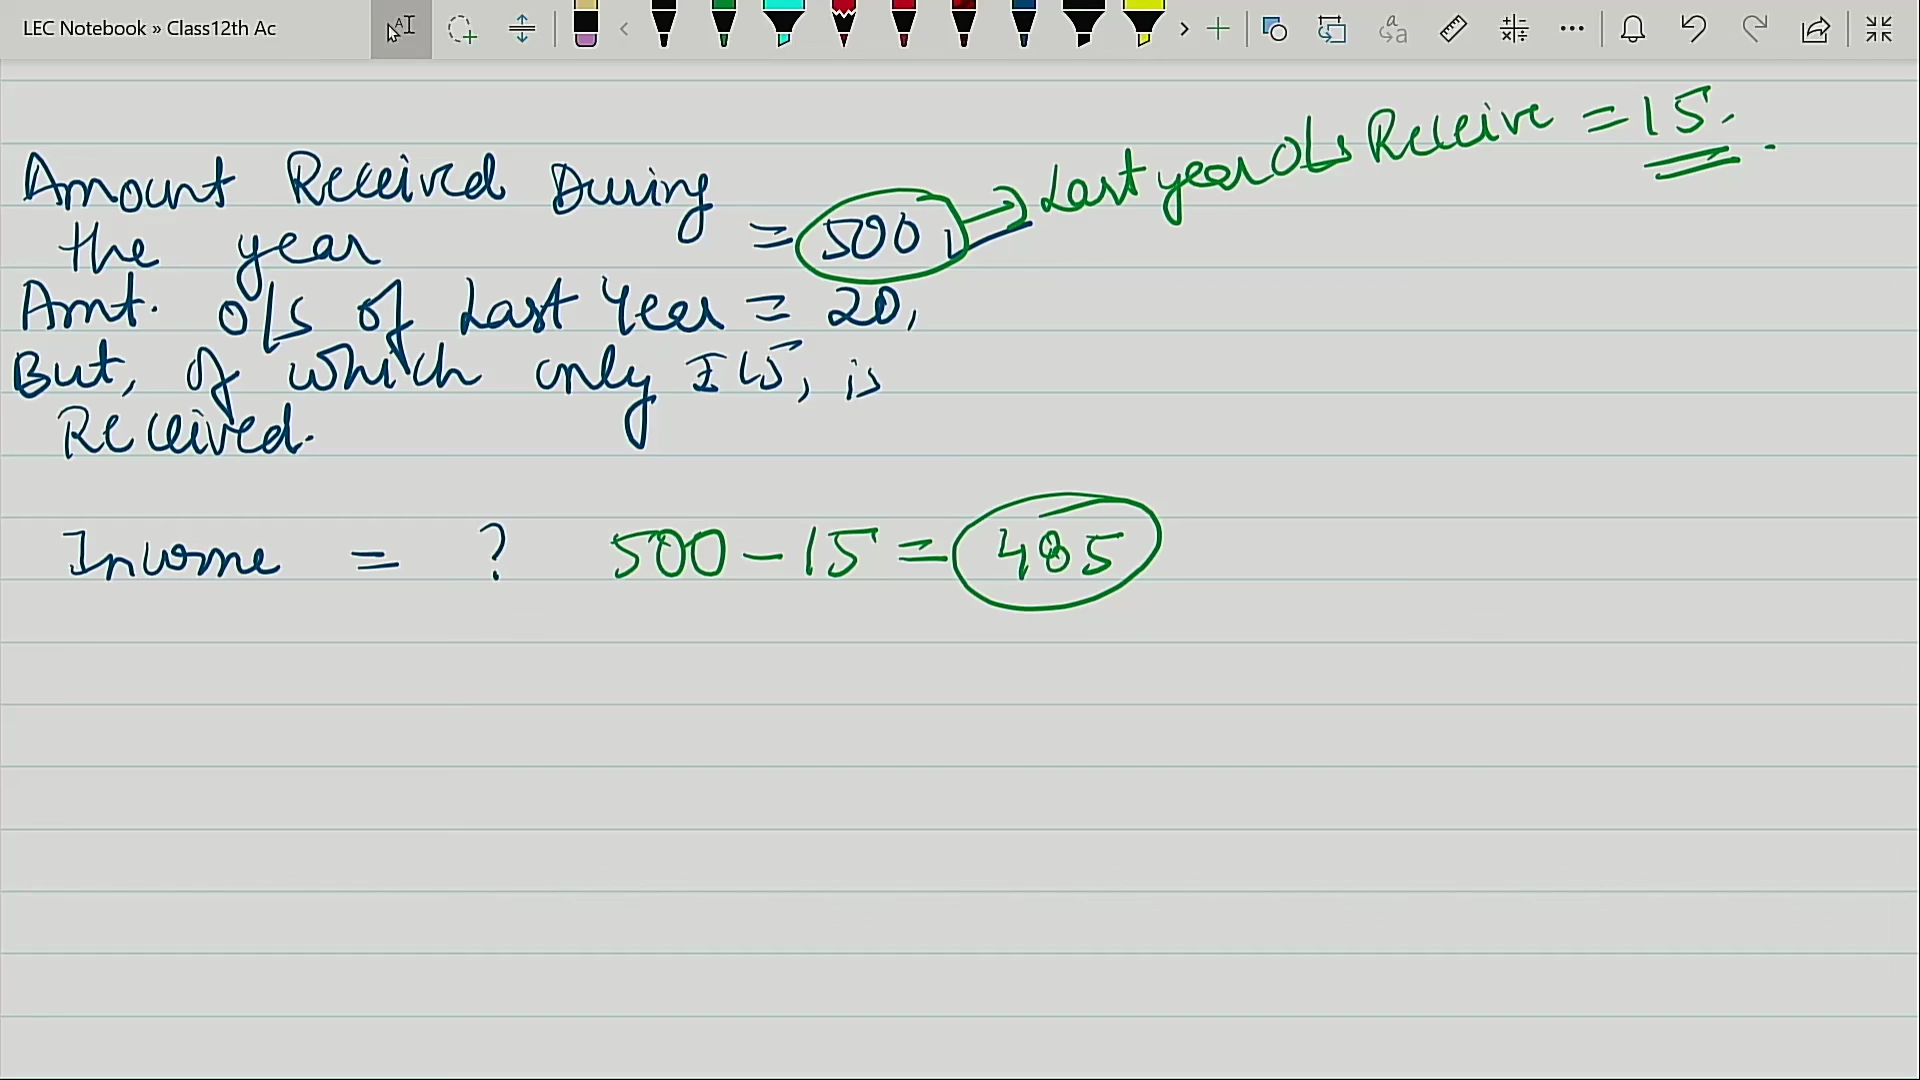 LEC Notebook » Class12th Ac
Last year O/s Receive = 15.
Amount Received During
the year = 500,
Amt. o/s of Last Year = 20,
But, of which only ₹15, is
Received.
Income = ? 500 - 15 = 485